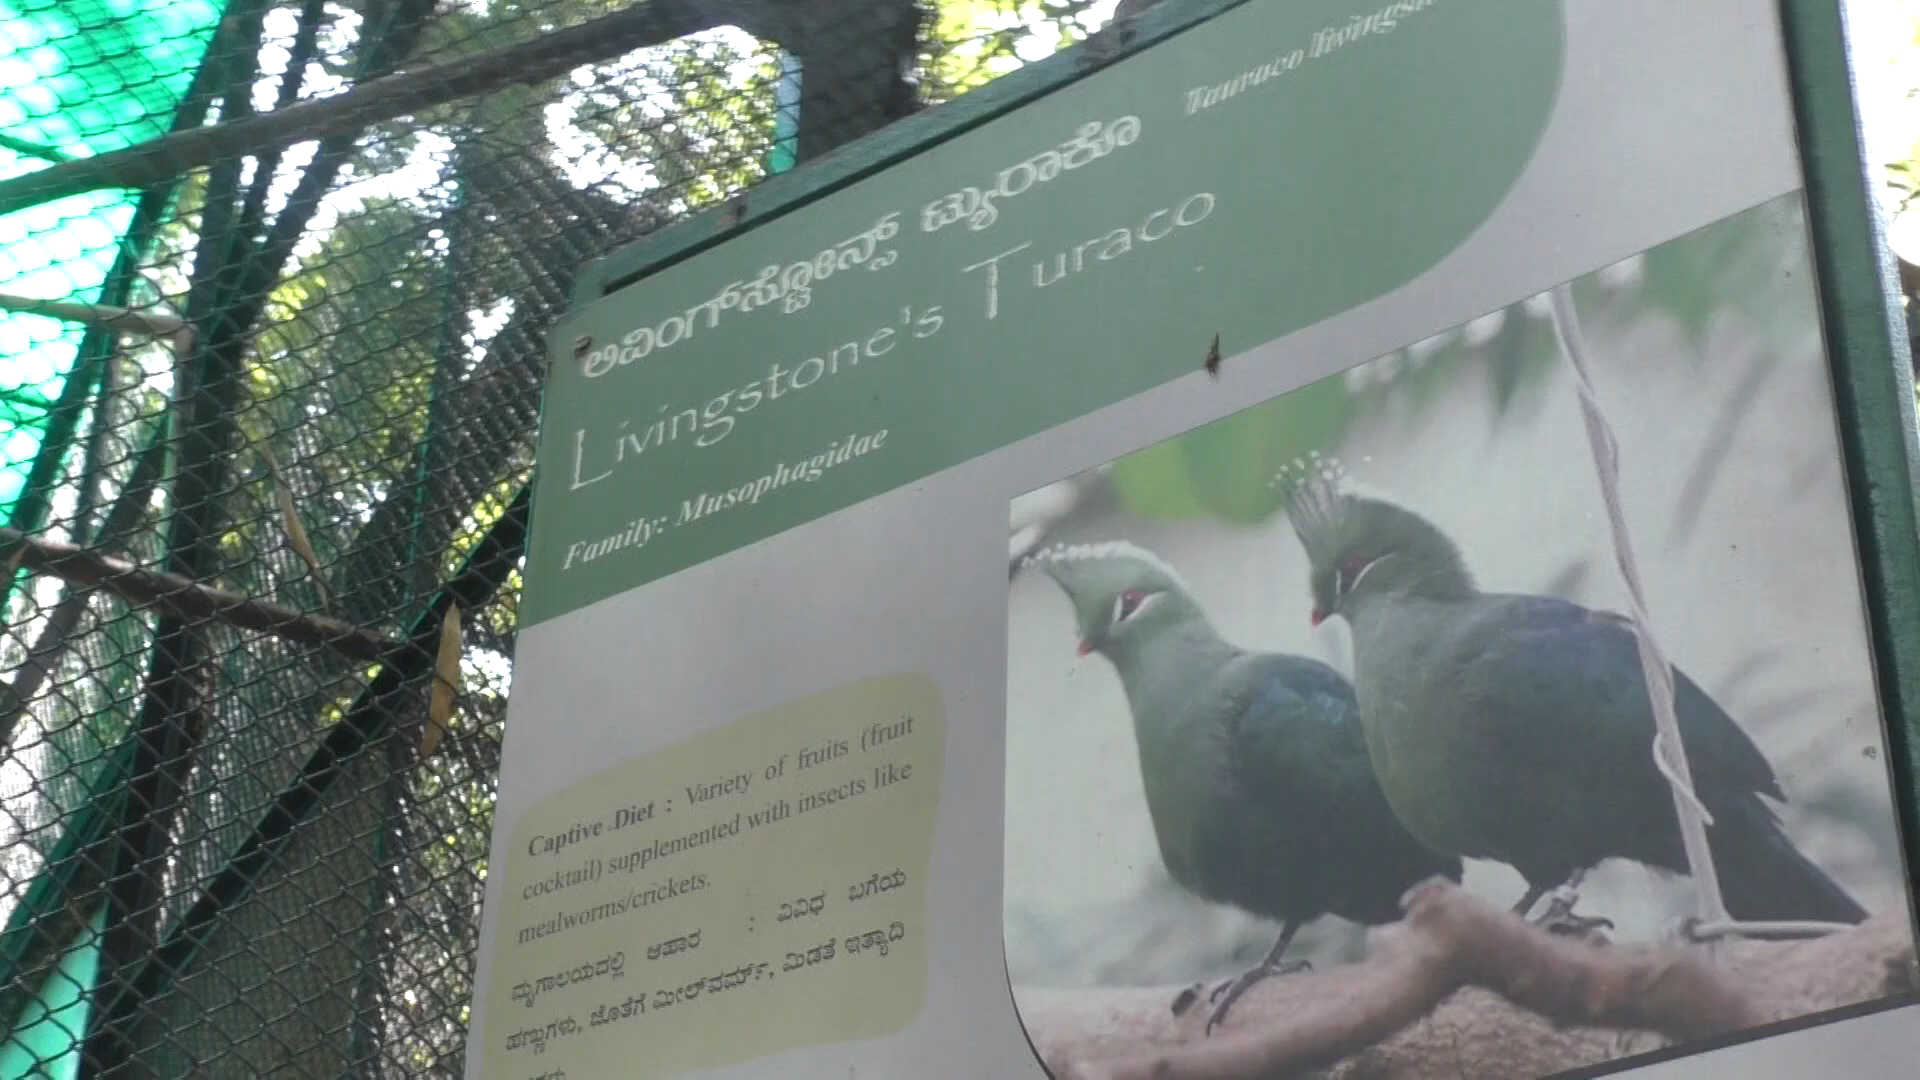 ಲಿವಿಂಗ್‌ಸ್ಟೋನ್ಸ್ ಟ್ಯುರಾಕೊ Tauraco
Livingstone's Turaco
Family: Musophagidae
Captive Diet : Variety of fruits (fruit
cocktail) supplemented with insects like
mealworms/crickets.
ಮೃಗಾಲಯದಲ್ಲಿ ಆಹಾರ : ವಿವಿಧ ಬಗೆಯ
ಹಣ್ಣುಗಳು, ಜೊತೆಗೆ ಮೀಲ್‌ವರ್ಮ್ಸ್, ಮಿಡತೆ ಇತ್ಯಾದಿ